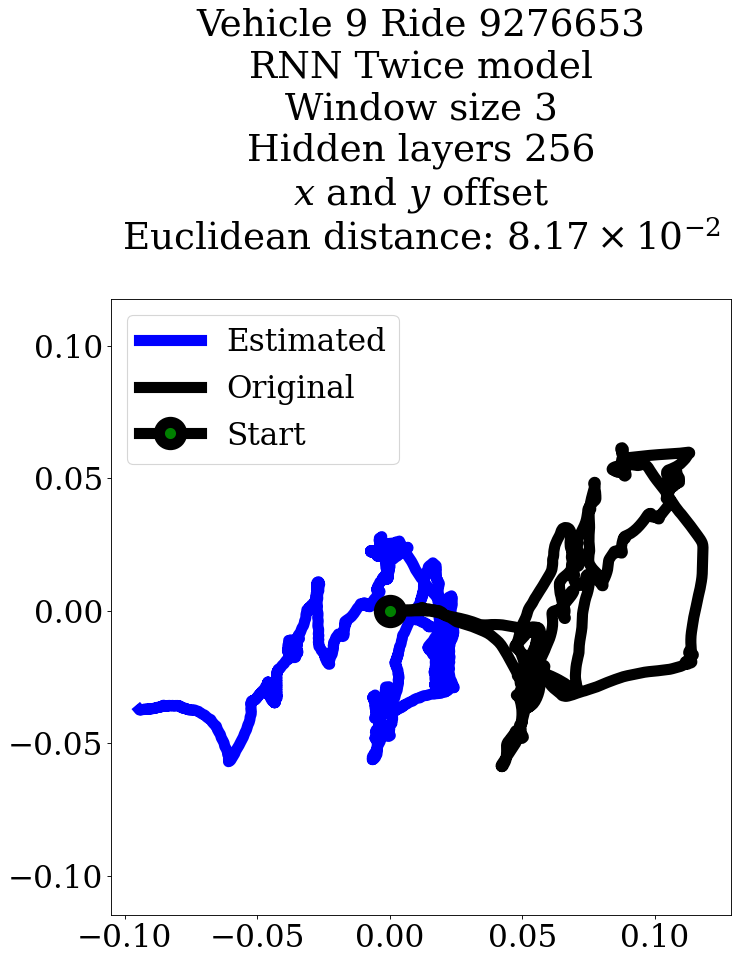 Vehicle 9 Ride 9276653
RNN Twice model
Window size 3
Hidden layers 256
x and y offset
Euclidean distance: 8.17 × 10⁻²
Estimated
Original
Start
0.10
0.05
0.00
−0.05
−0.10
−0.10 −0.05 0.00 0.05 0.10